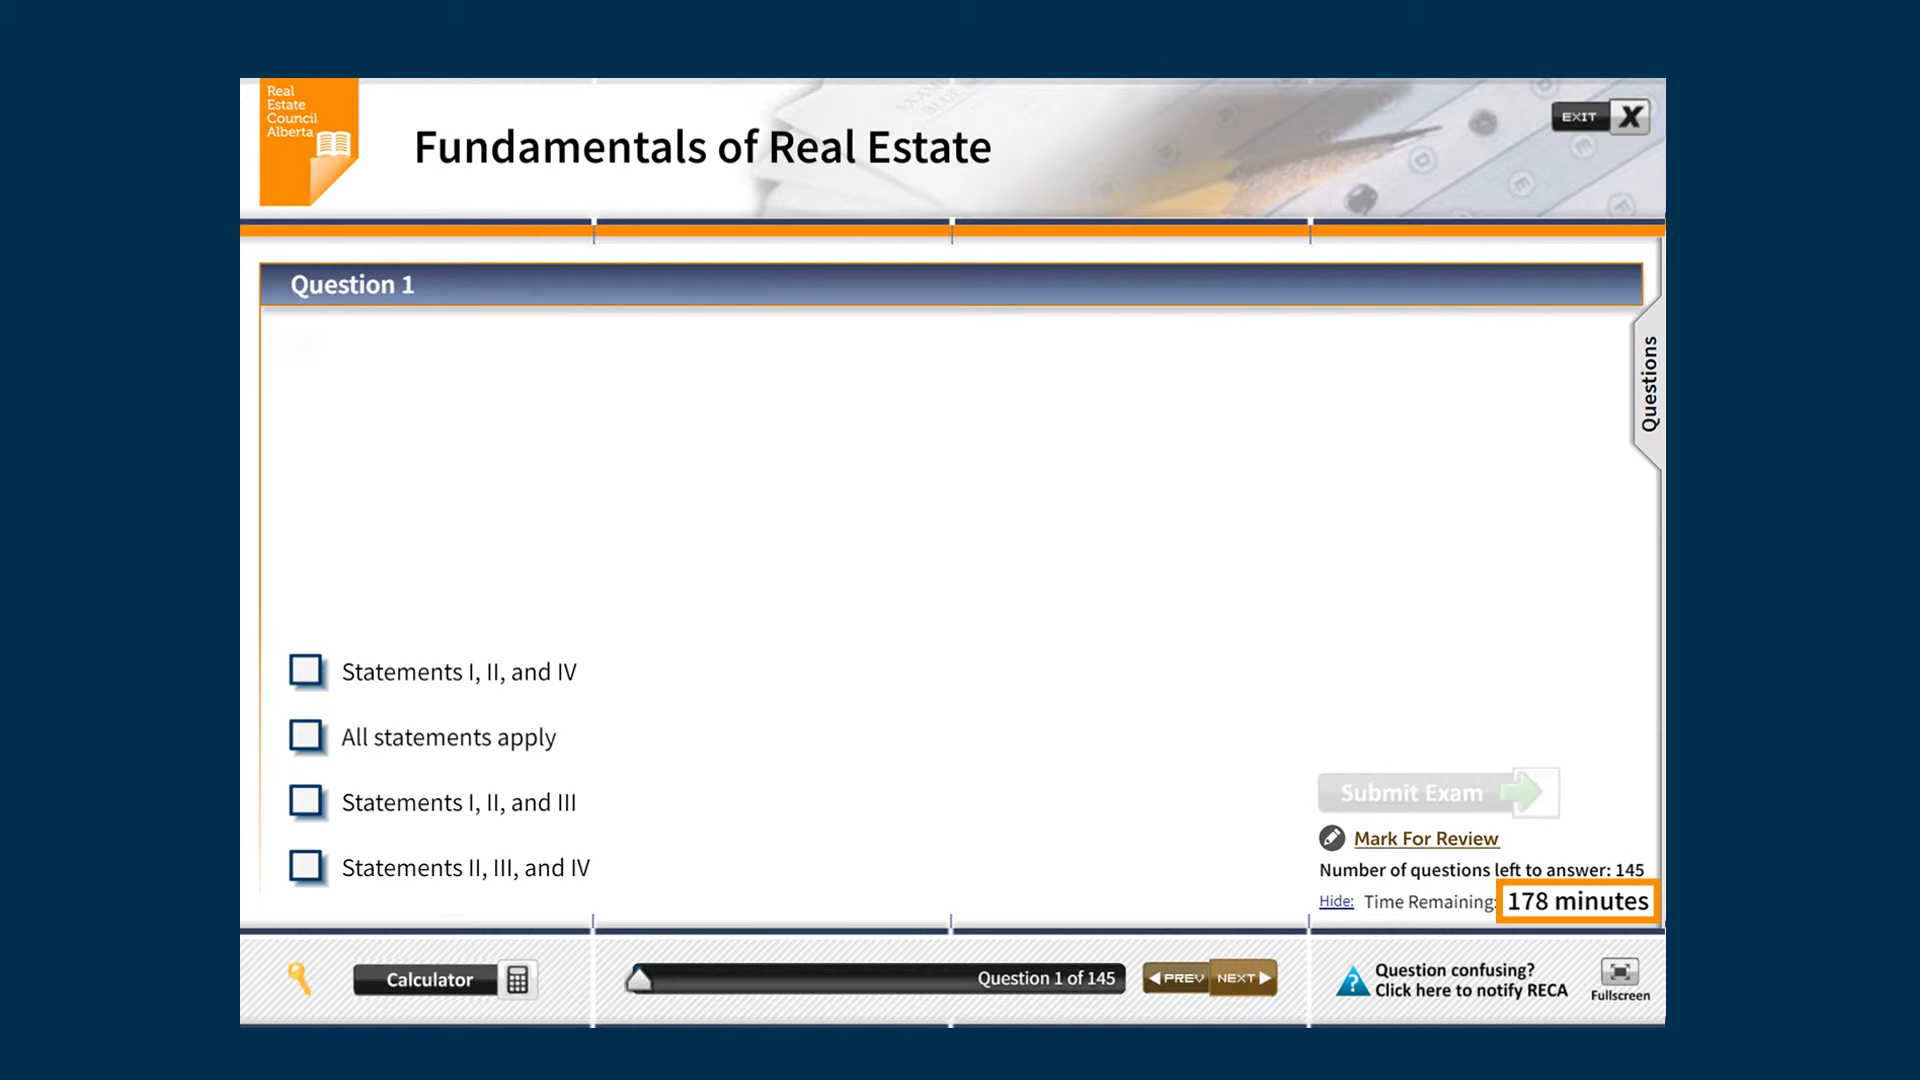 Real
Estate
Council
Alberta
Fundamentals of Real Estate
EXIT X
Question 1
Questions
Statements I, II, and IV
All statements apply
Statements I, II, and III
Statements II, III, and IV
Submit Exam
Mark For Review
Number of questions left to answer: 145
Hide: Time Remaining: 178 minutes
Calculator
Question 1 of 145
PREV NEXT
Question confusing?
Click here to notify RECA
Fullscreen